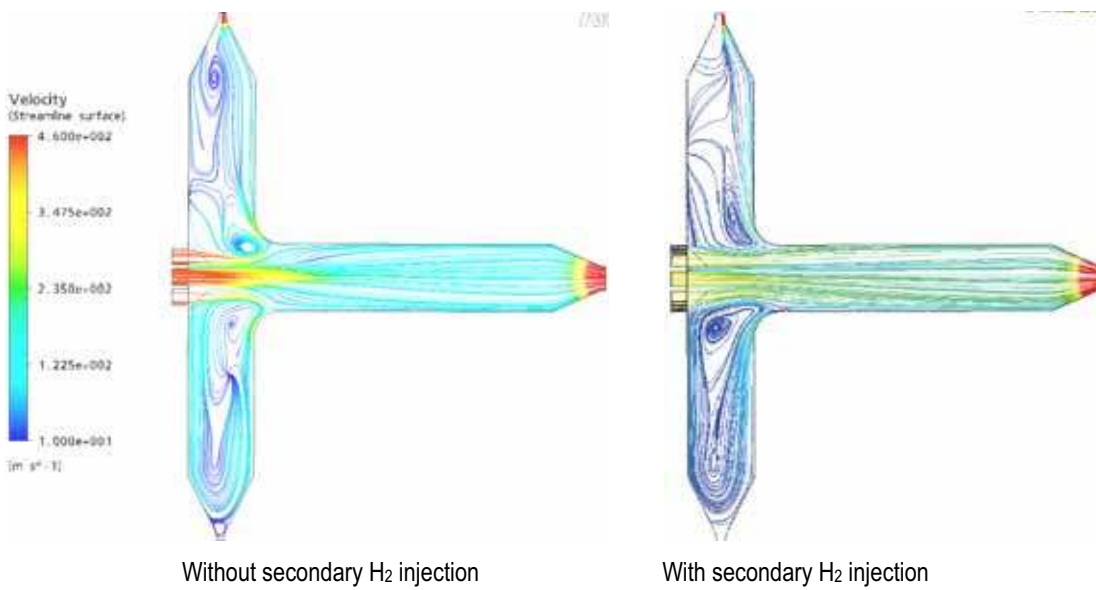 Velocity
(Streamline surface)
4.600e+002
3.475e+002
2.350e+002
1.225e+002
1.000e+001
[m s^-1]
Without secondary H₂ injection
With secondary H₂ injection